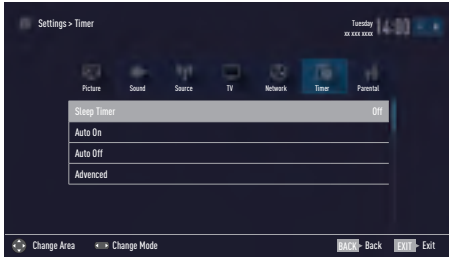 Settings > Timer
Tuesday
xx xxx xxxx
14:00
Picture Sound Source TV Network Timer Parental
Sleep Timer Off
Auto On
Auto Off
Advanced
Change Area Change Mode BACK Back EXIT Exit